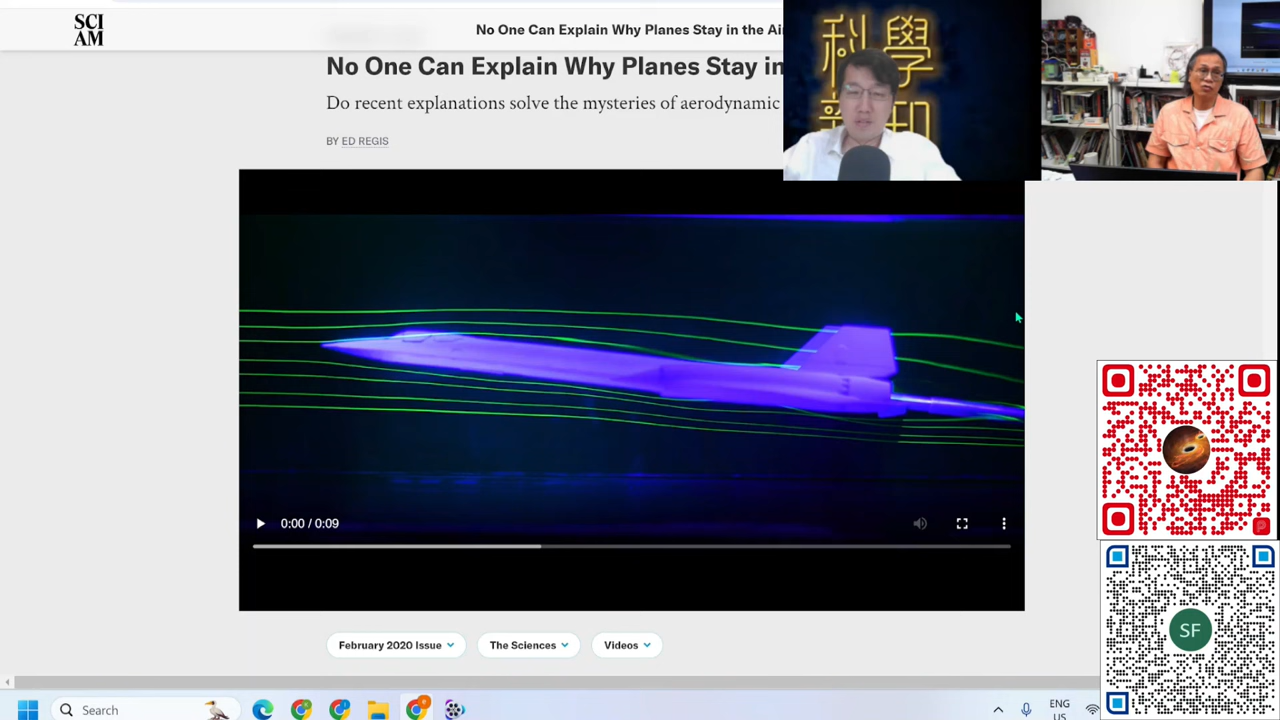 SCI
AM
No One Can Explain Why Planes Stay in the Ai
No One Can Explain Why Planes Stay in
Do recent explanations solve the mysteries of aerodynamic
BY ED REGIS
科學
新知
0:00 / 0:09
February 2020 Issue
The Sciences
Videos
SF
Search
ENG
US